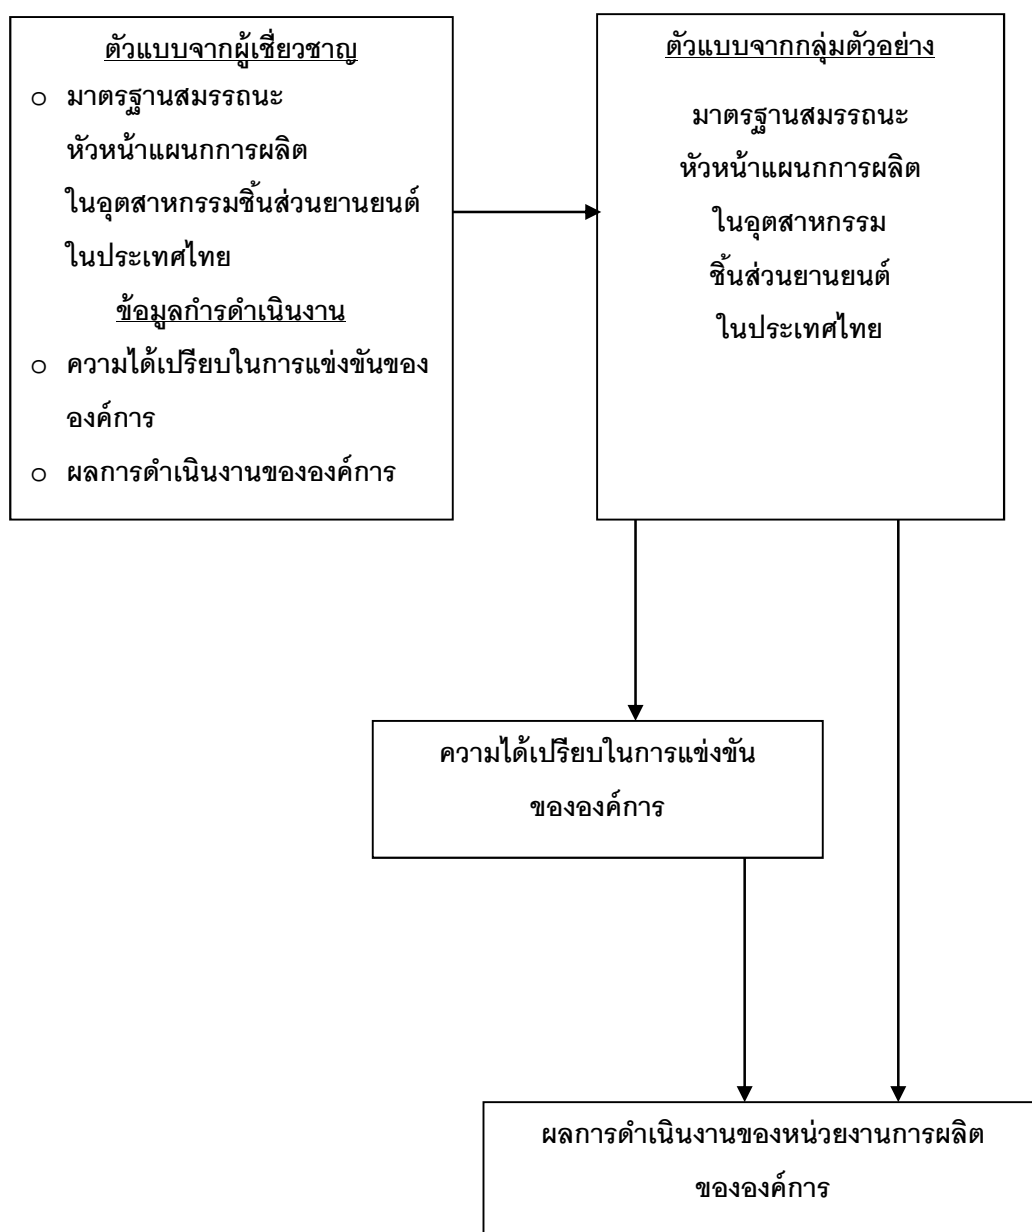 ตัวแบบจากผู้เชี่ยวชาญ
o มาตรฐานสมรรถนะ
หัวหน้าแผนกการผลิต
ในอุตสาหกรรมชิ้นส่วนยานยนต์
ในประเทศไทย
ข้อมูลกำรดำเนินงาน
o ความได้เปรียบในการแข่งขันของ
องค์การ
o ผลการดำเนินงานขององค์การ
ตัวแบบจากกลุ่มตัวอย่าง
มาตรฐานสมรรถนะ
หัวหน้าแผนกการผลิต
ในอุตสาหกรรม
ชิ้นส่วนยานยนต์
ในประเทศไทย
ความได้เปรียบในการแข่งขัน
ขององค์การ
ผลการดำเนินงานของหน่วยงานการผลิต
ขององค์การ